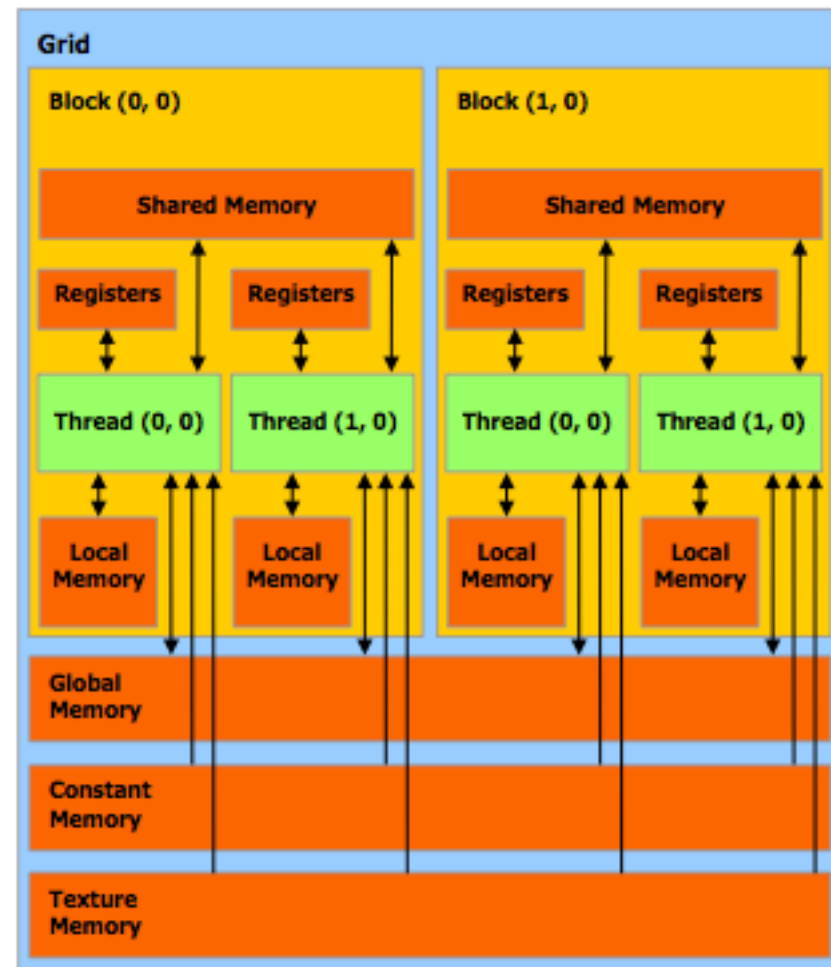 Grid
Block (0, 0)
Block (1, 0)
Shared Memory
Shared Memory
Registers
Registers
Registers
Registers
Thread (0, 0)
Thread (1, 0)
Thread (0, 0)
Thread (1, 0)
Local
Memory
Local
Memory
Local
Memory
Local
Memory
Global
Memory
Constant
Memory
Texture
Memory